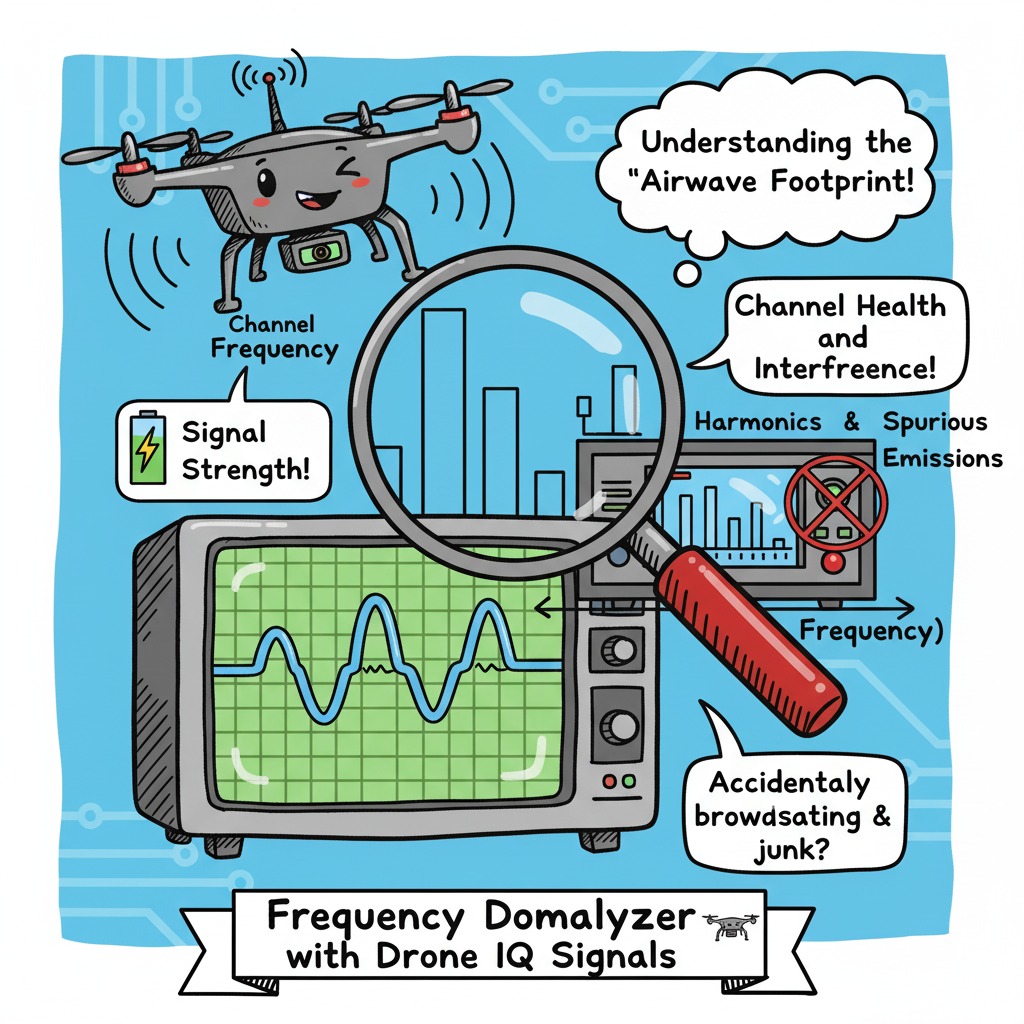 Understanding the
"Airwave Footprint!
Channel Health
and
Interfreence!
Channel
Frequency
Signal
Strength!
Harmonics & Spurious
Emissions
Frequency)
Accidentaly
browdsating &
junk?
Frequency Domalyzer
with Drone IQ Signals